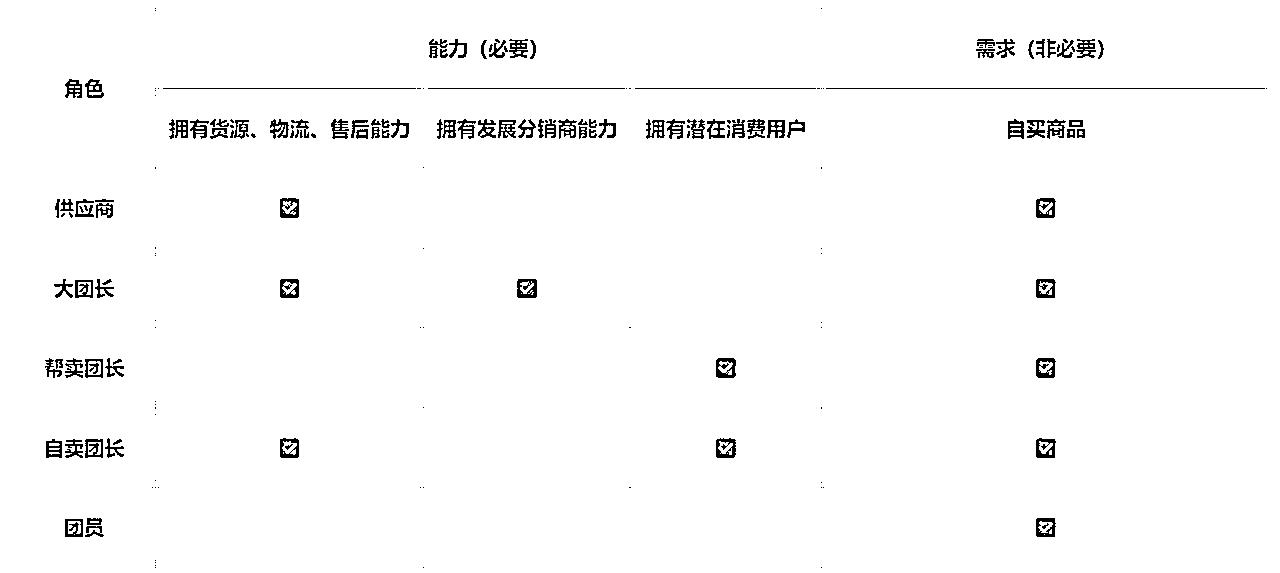 能力（必要） 需求（非必要）
角色
拥有货源、物流、售后能力 拥有发展分销商能力 拥有潜在消费用户 自买商品
供应商
大团长
帮卖团长
自卖团长
团员